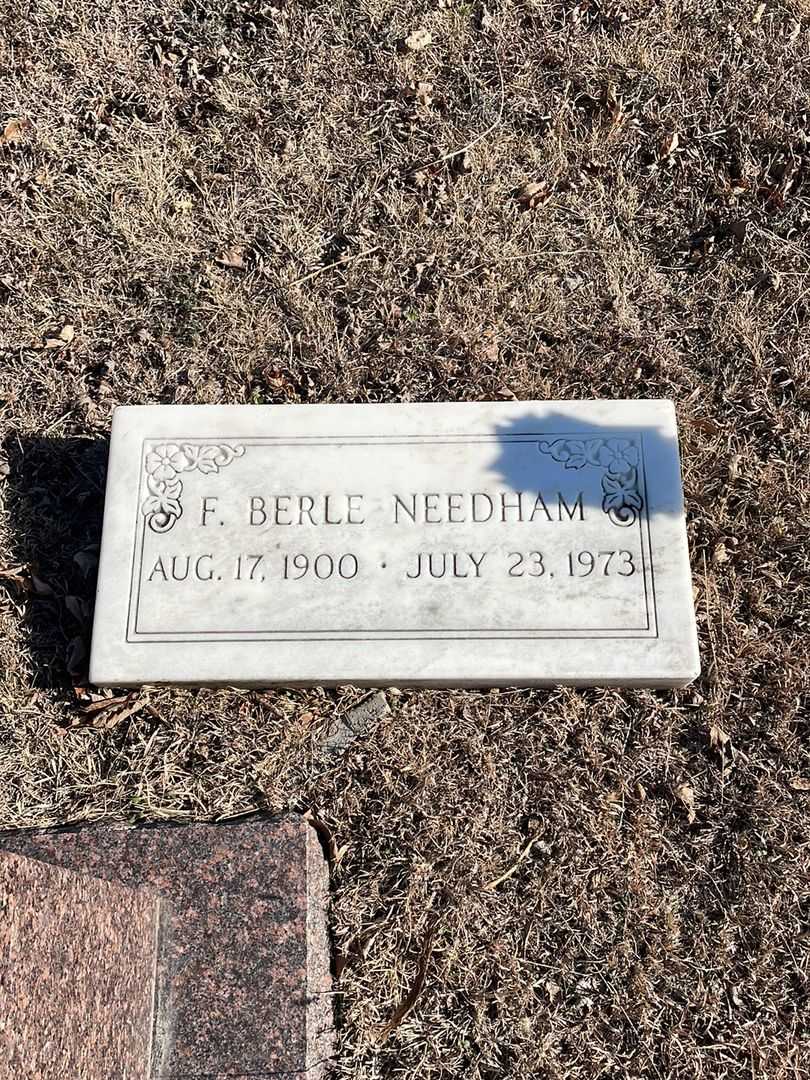 F. BERLE NEEDHAM
AUG. 17, 1900 · JULY 23, 1973